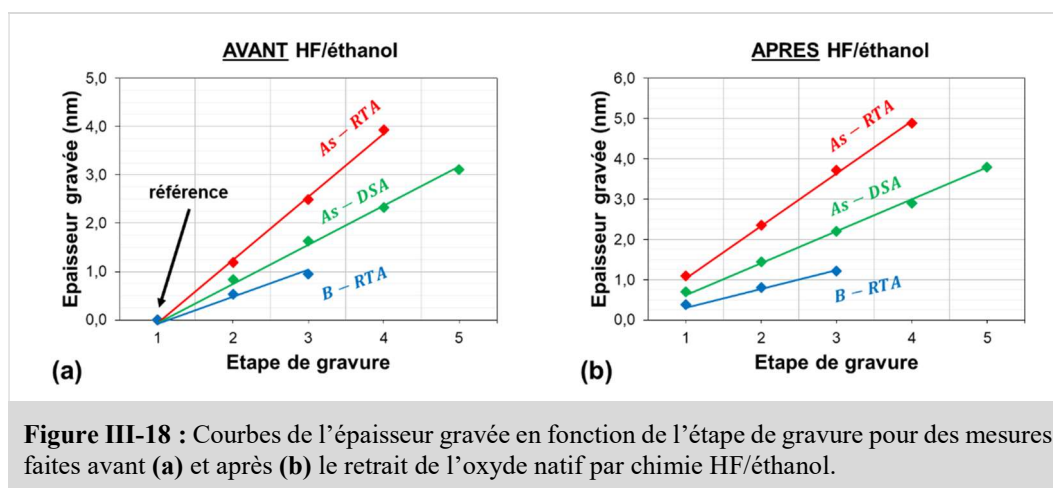 AVANT HF/éthanol
Epaisseur gravée (nm)
5,0
4,0
3,0
2,0
1,0
0,0
référence
As – RTA
As – DSA
B – RTA
1 2 3 4 5
Etape de gravure
(a)
APRES HF/éthanol
Epaisseur gravée (nm)
6,0
5,0
4,0
3,0
2,0
1,0
0,0
As – RTA
As – DSA
B – RTA
1 2 3 4 5
Etape de gravure
(b)
Figure III-18 : Courbes de l’épaisseur gravée en fonction de l’étape de gravure pour des mesures
faites avant (a) et après (b) le retrait de l’oxyde natif par chimie HF/éthanol.